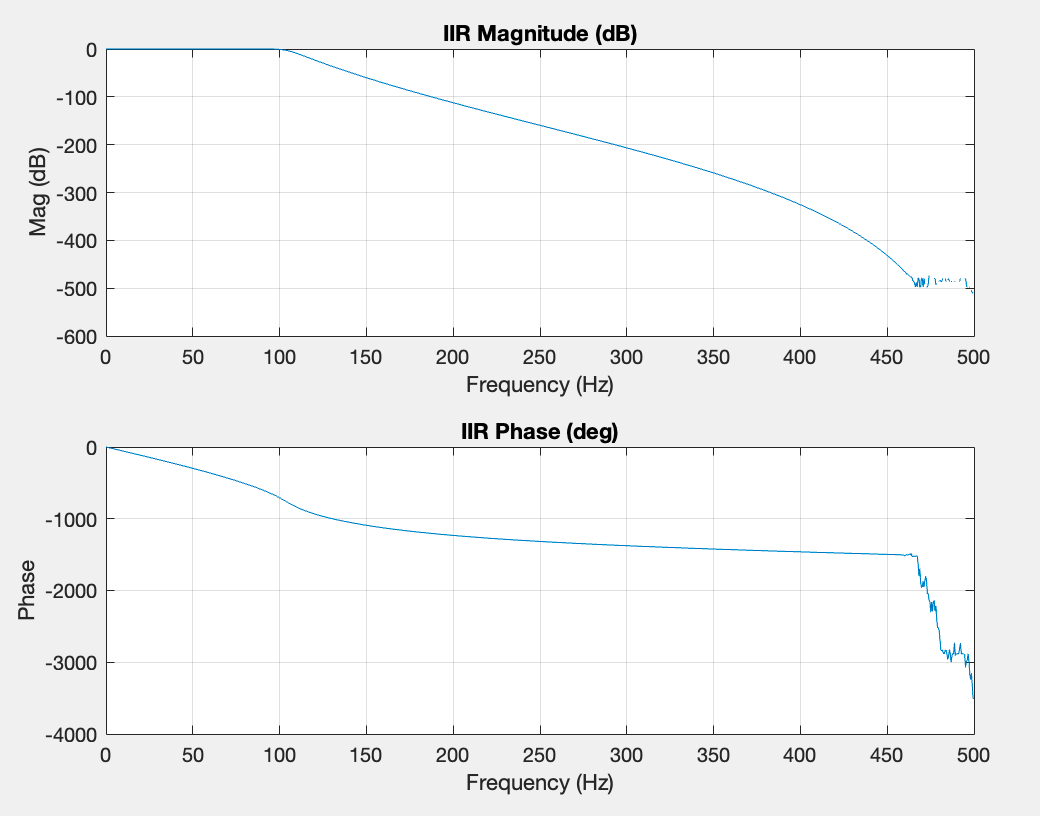 IIR Magnitude (dB)
Mag (dB)
0
-100
-200
-300
-400
-500
-600
0 50 100 150 200 250 300 350 400 450 500
Frequency (Hz)
IIR Phase (deg)
Phase
0
-1000
-2000
-3000
-4000
0 50 100 150 200 250 300 350 400 450 500
Frequency (Hz)